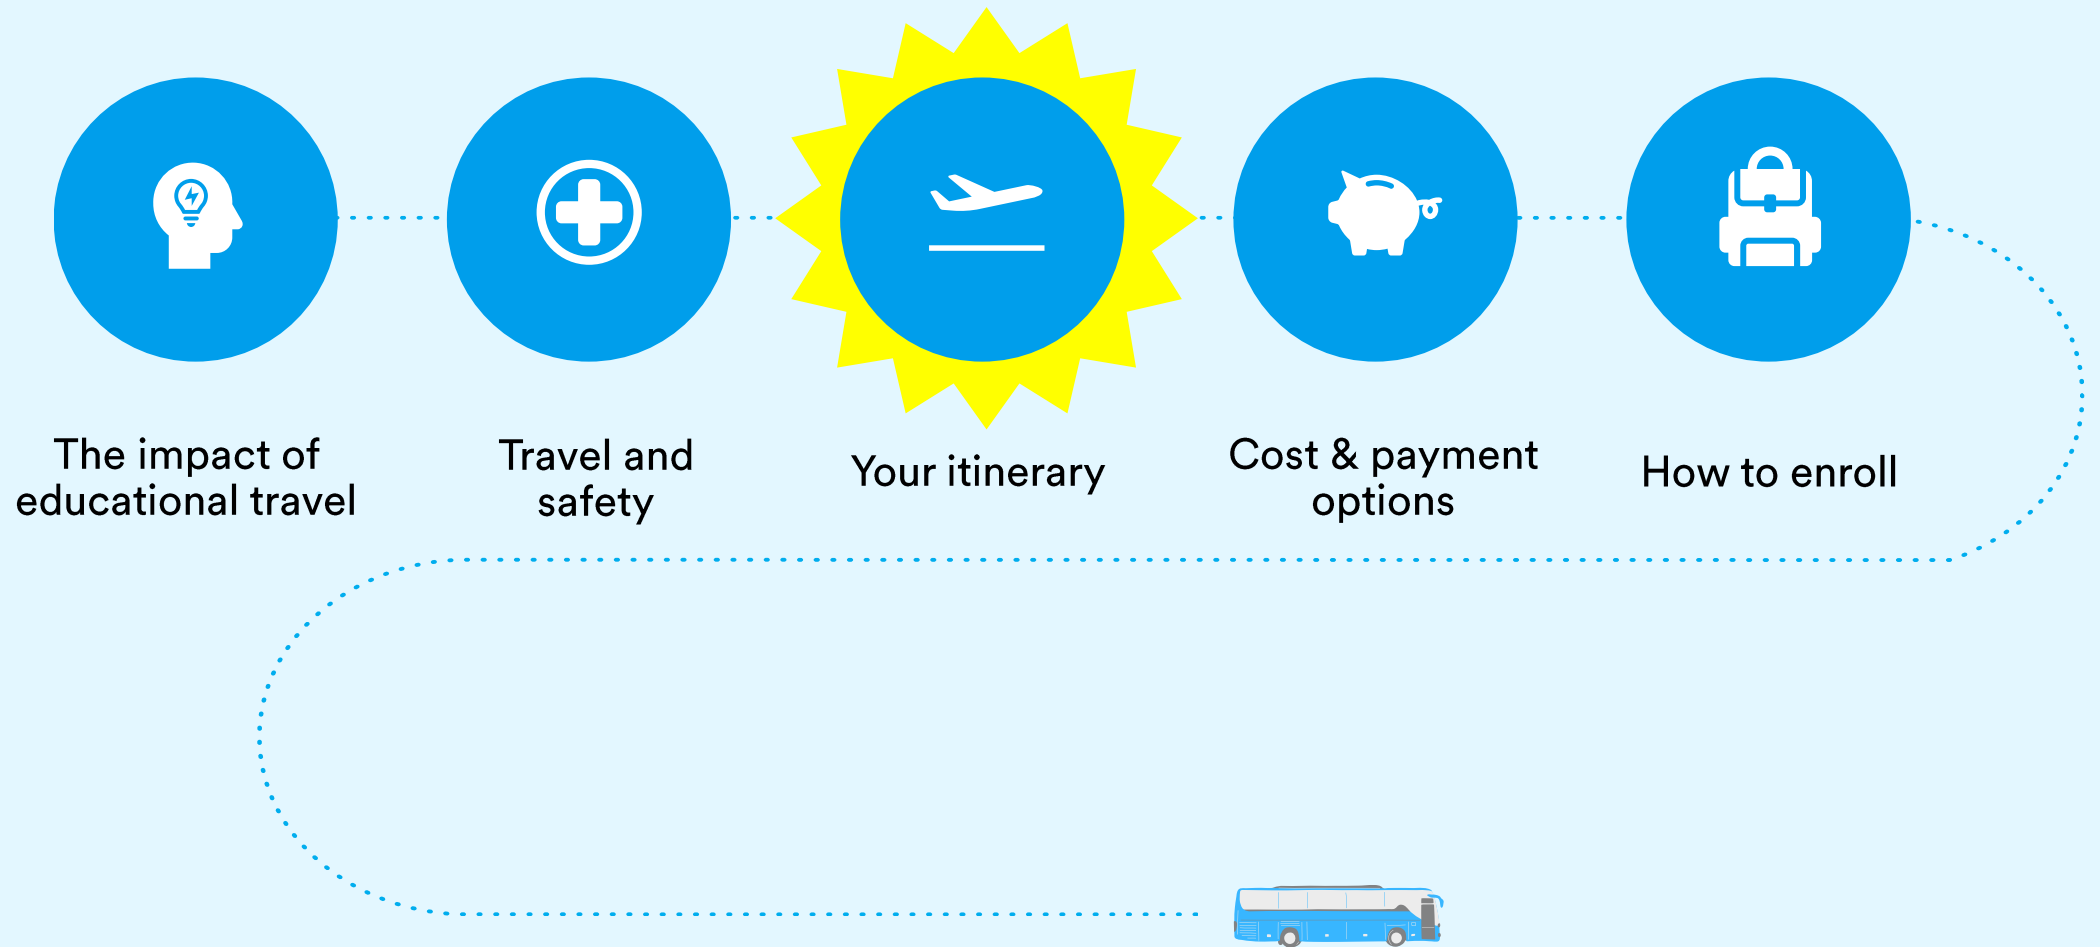 The impact of
educational travel
Travel and
safety
Your itinerary
Cost & payment
options
How to enroll